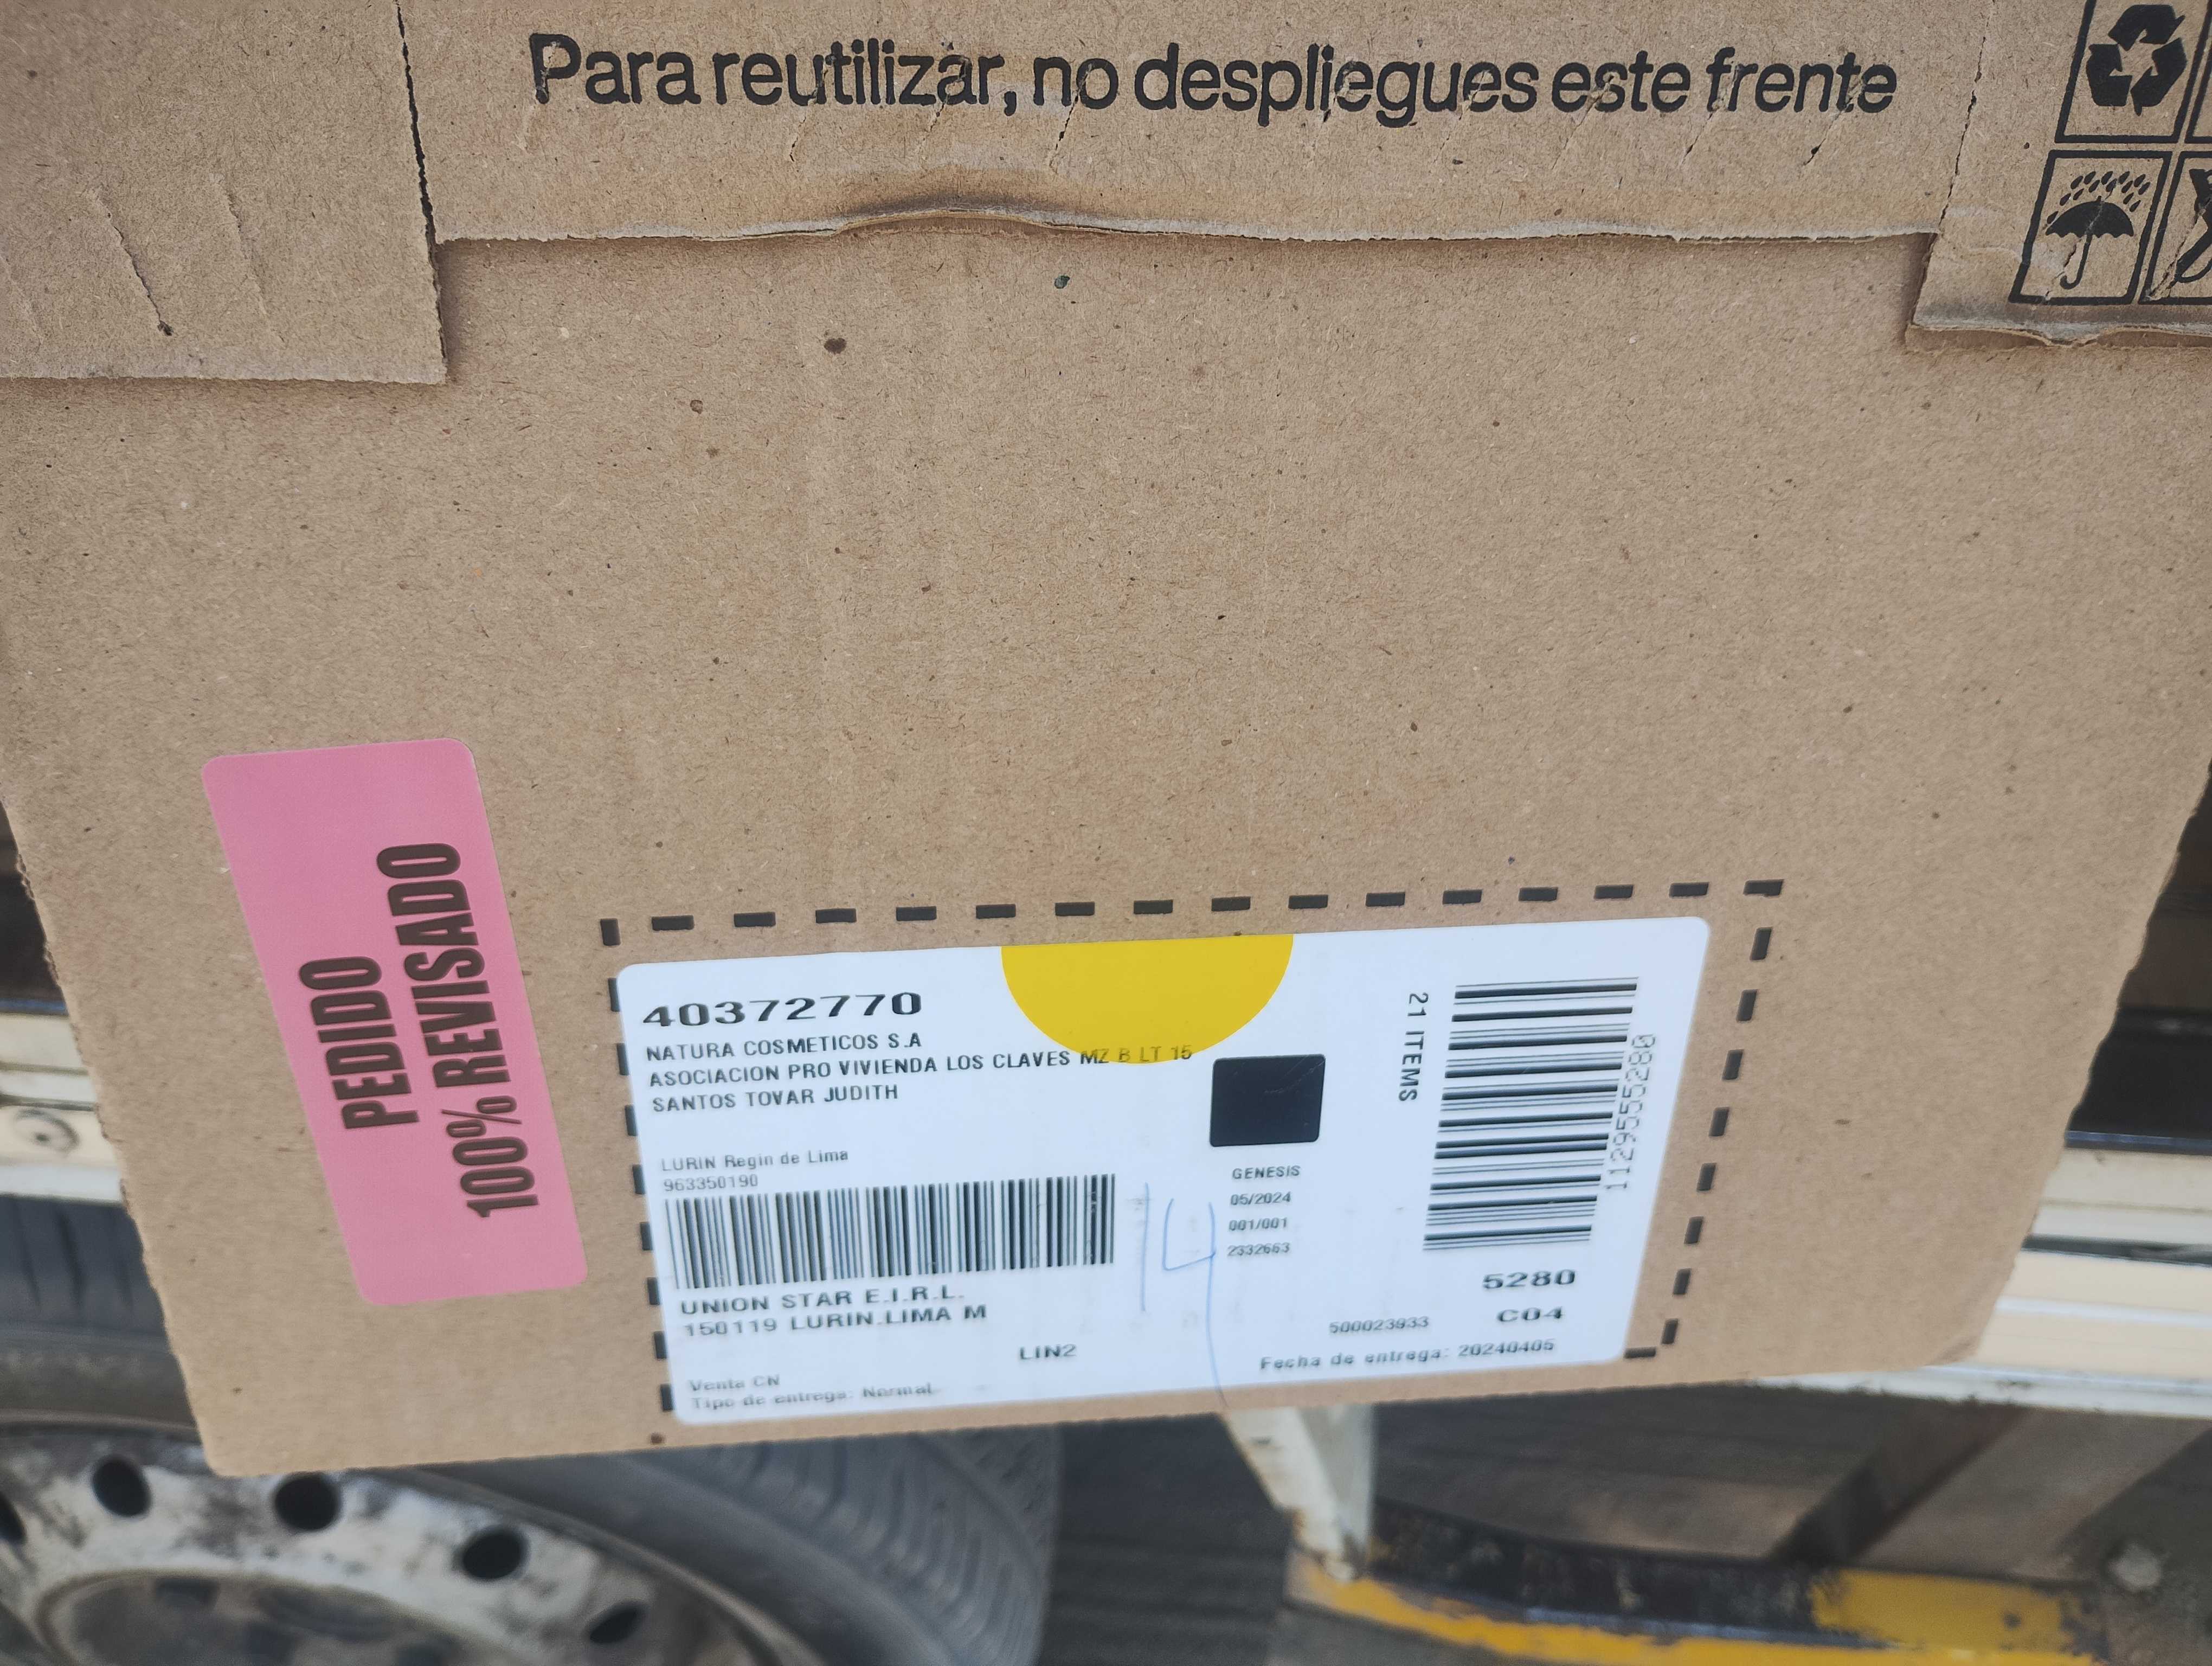 Para reutilizar, no despliegues este frente
PEDIDO
100% REVISADO
40372770
NATURA COSMETICOS S.A
ASOCIACION PRO VIVIENDA LOS CLAVES MZ B LT 15
SANTOS TOVAR JUDITH
LURIN Regin de Lima
963350190
UNION STAR E.I.R.L.
150119 LURIN.LIMA M
LIN2
Venta CN
Tipo de entrega: Normal
14
GENESIS
05/2024
001/001
2332663
21 ITEMS
112955555280
5280
C04
500023933
Fecha de entrega: 20240405